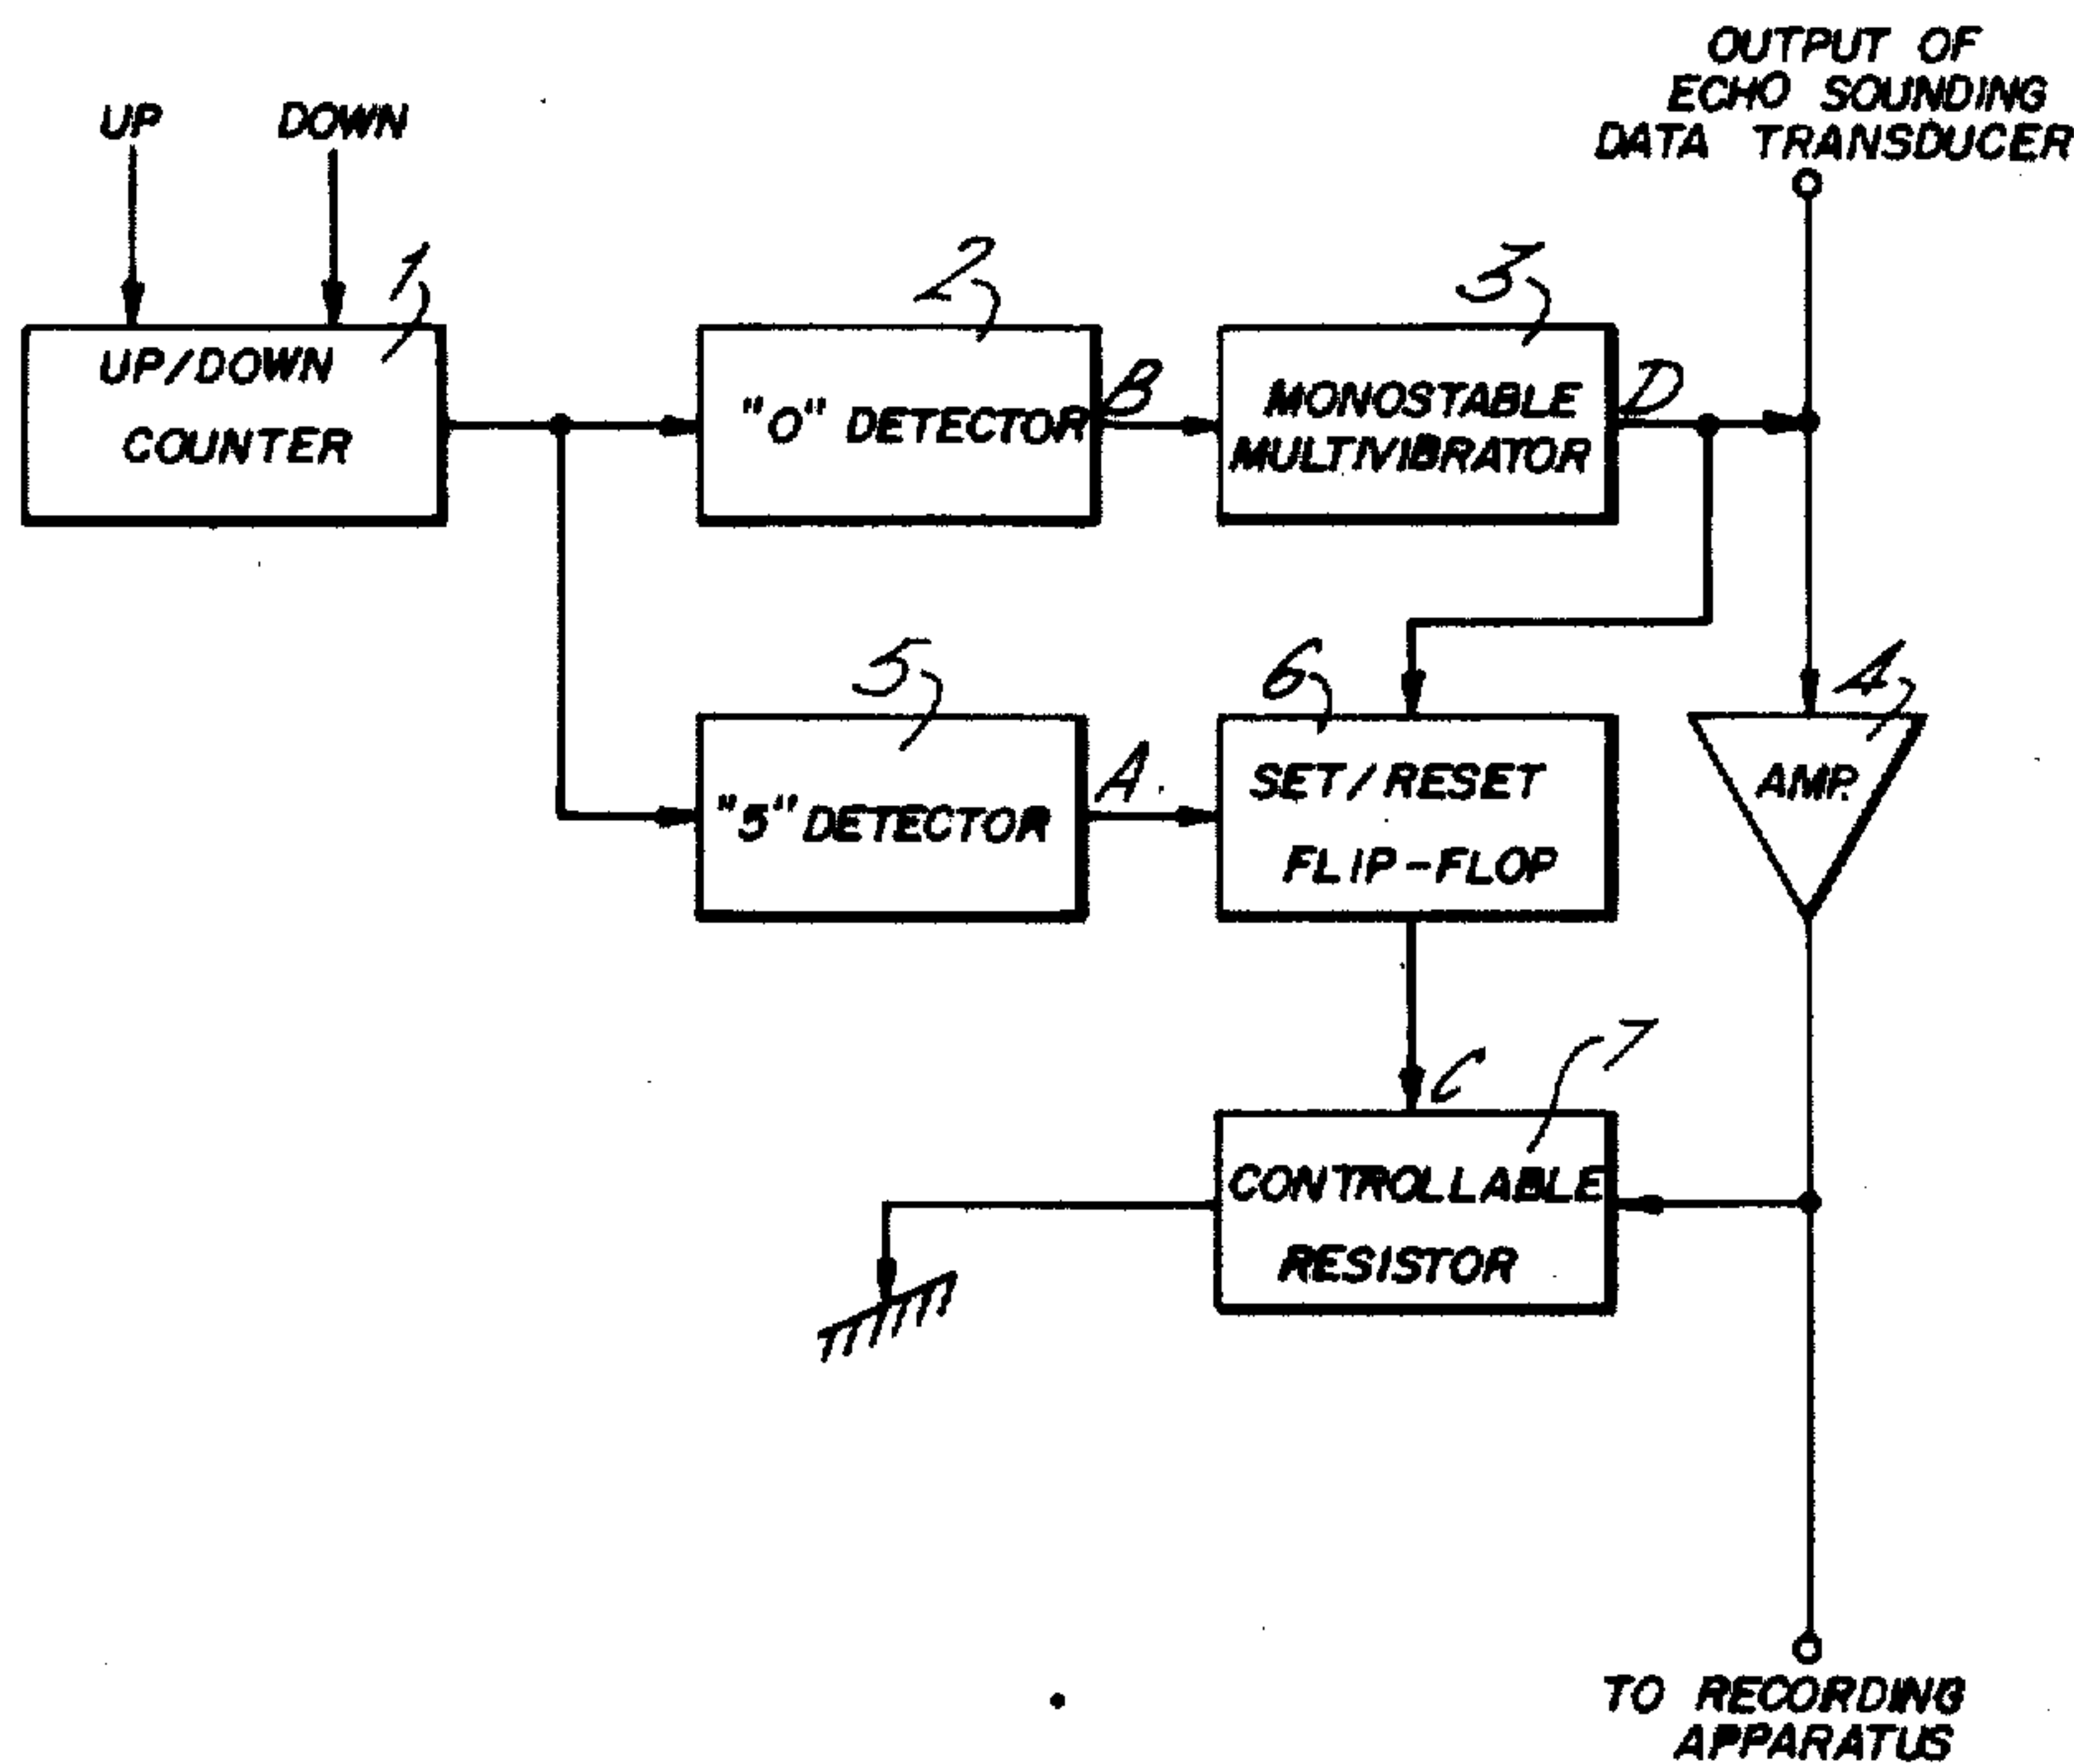 OUTPUT OF
ECHO SOUNDING
DATA TRANSDUCER
UP
DOWN
1
2
3
UP/DOWN
COUNTER
"O" DETECTOR
B
MONOSTABLE
MULTIVIBRATOR
D
5
6
4
"5" DETECTOR
A
SET/RESET
FLIP-FLOP
AMP.
C
7
CONTROLLABLE
RESISTOR
TO RECORDING
APPARATUS